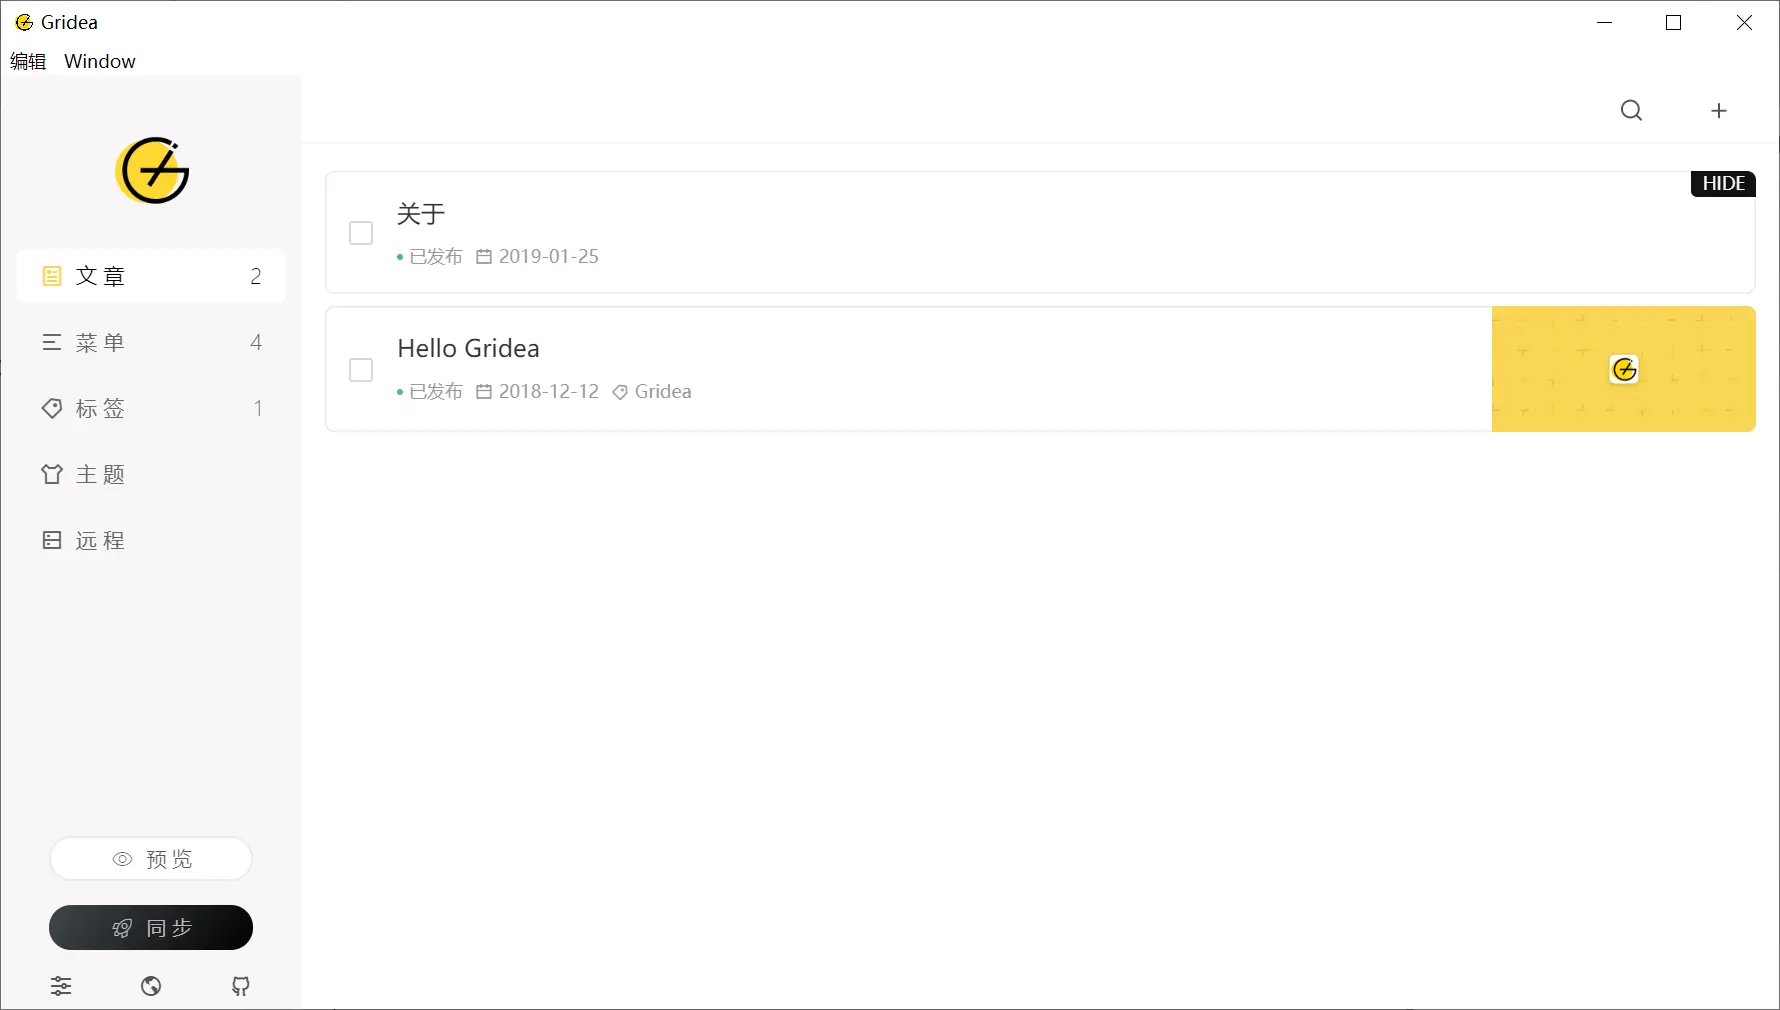 Gridea
编辑 Window
文章 2
菜单 4
标签 1
主题
远程
预览
同步
HIDE
关于
已发布 2019-01-25
Hello Gridea
已发布 2018-12-12 Gridea